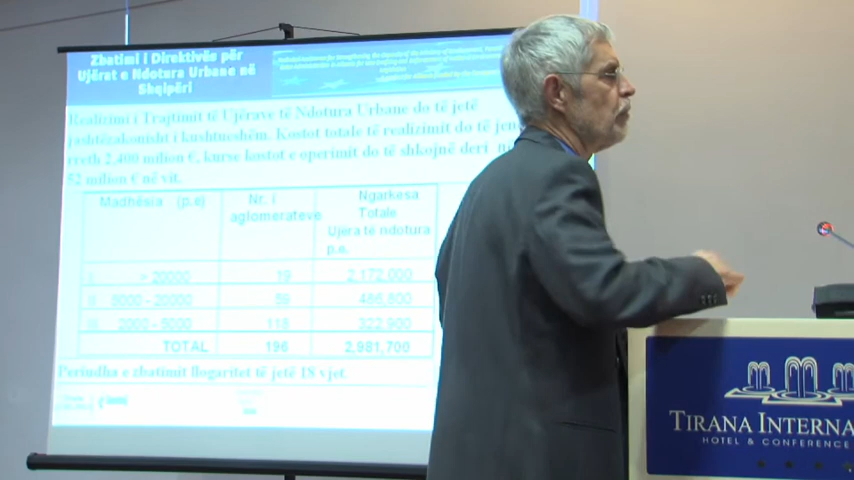 Zbatimi i Direktivës për
Ujërat e Ndotura Urbane në
Shqipëri
Realizimi i Trajtimit të Ujërave të Ndotura Urbane do të jetë
jashtëzakonisht i kushtueshëm. Kostot totale të realizimit do të jen
rreth 2,400 milion €, kurse kostot e operimit do të shkojnë deri
52 milion € në vit.
Madhësia (p.e)
Nr. i
aglomerateve
Ngarkesa
Totale
Ujëra të ndotura
p.e.
I > 20000 19 2,172,000
II 5000 - 20000 59
III 2000 - 5000 118 322,900
TOTAL 196 2,981,700
Periudha e zbatimit llogaritet të jetë 18 vjet.
TIRANA INTERNA
HOTEL & CONFERENCE